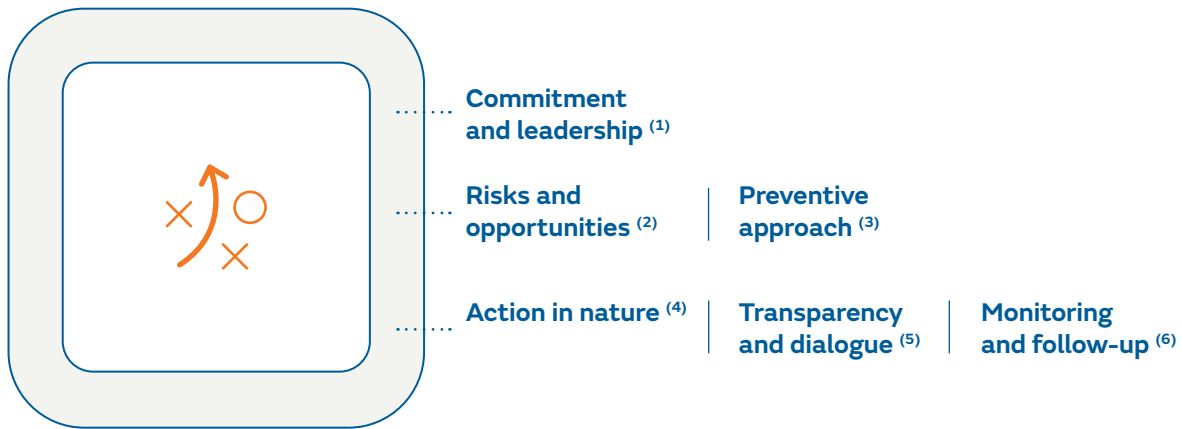 Commitment
and leadership (1)
Risks and
opportunities (2)
Preventive
approach (3)
Action in nature (4)
Transparency
and dialogue (5)
Monitoring
and follow-up (6)